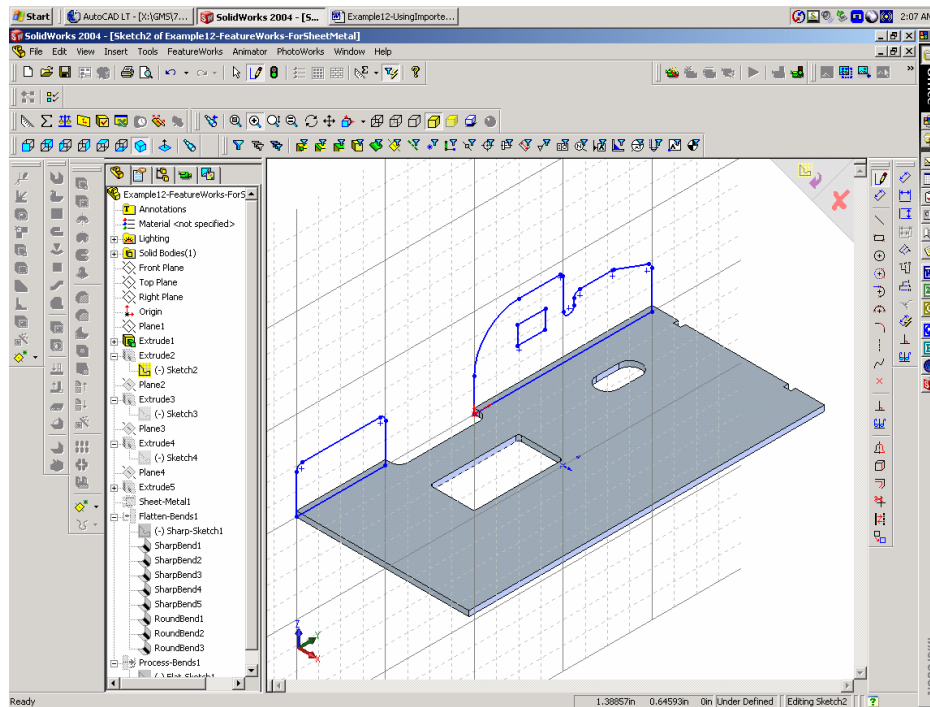 Start
AutoCAD LT - [X:\GMS\7...
SolidWorks 2004 - [S...
Example12-UsingImporte...
2:07 AM
SolidWorks 2004 - [Sketch2 of Example12-FeatureWorks-ForSheetMetal]
File Edit View Insert Tools FeatureWorks Animator PhotoWorks Window Help
Example12-FeatureWorks-ForS
Annotations
Material <not specified>
Lighting
Solid Bodies(1)
Front Plane
Top Plane
Right Plane
Origin
Plane1
Extrude1
Extrude2
(-) Sketch2
Plane2
Extrude3
(-) Sketch3
Plane3
Extrude4
(-) Sketch4
Plane4
Extrude5
Sheet-Metal1
Flatten-Bends1
(-) Sharp-Sketch1
SharpBend1
SharpBend2
SharpBend3
SharpBend4
SharpBend5
RoundBend1
RoundBend2
RoundBend3
Process-Bends1
(-) Flat-Sketch1
Z
Y
X
Ready
1.38857in 0.64593in 0in Under Defined Editing Sketch2